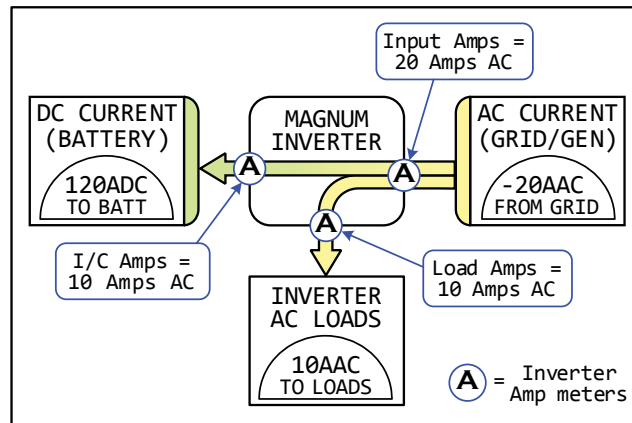 Input Amps =
20 Amps AC
DC CURRENT
(BATTERY)
120ADC
TO BATT
MAGNUM
INVERTER
AC CURRENT
(GRID/GEN)
-20AAC
FROM GRID
A
A
A
I/C Amps =
10 Amps AC
Load Amps =
10 Amps AC
INVERTER
AC LOADS
10AAC
TO LOADS
A = Inverter
Amp meters